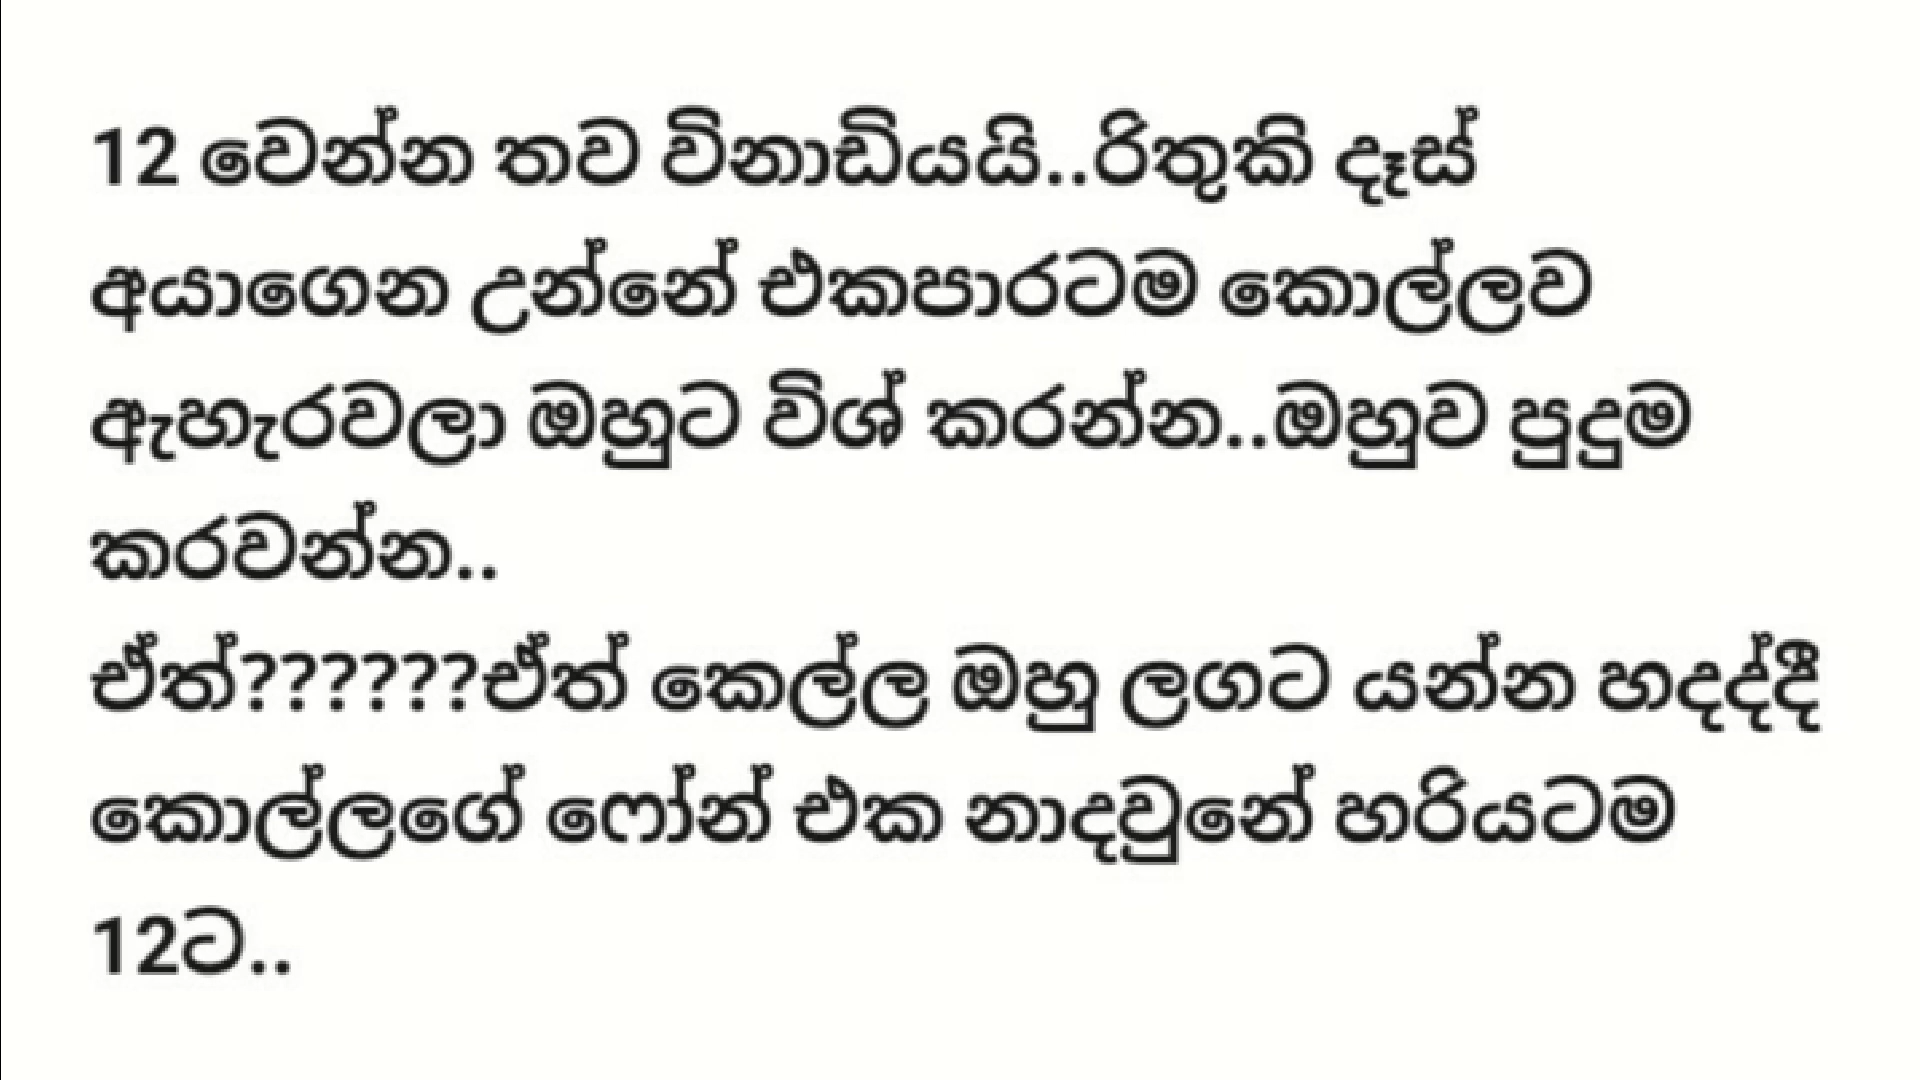 12 වෙන්න තව විනාඩියයි..රිතුකි දෑස්
අයාගෙන උන්නේ එකපාරටම කොල්ලව
ඇහැරවලා ඔහුට විශ් කරන්න..ඔහුව පුදුම
කරවන්න..
ඒත්??????ඒත් කෙල්ල ඔහු ලගට යන්න හදද්දී
කොල්ලගේ ෆෝන් එක නාදවුනේ හරියටම
12ට..